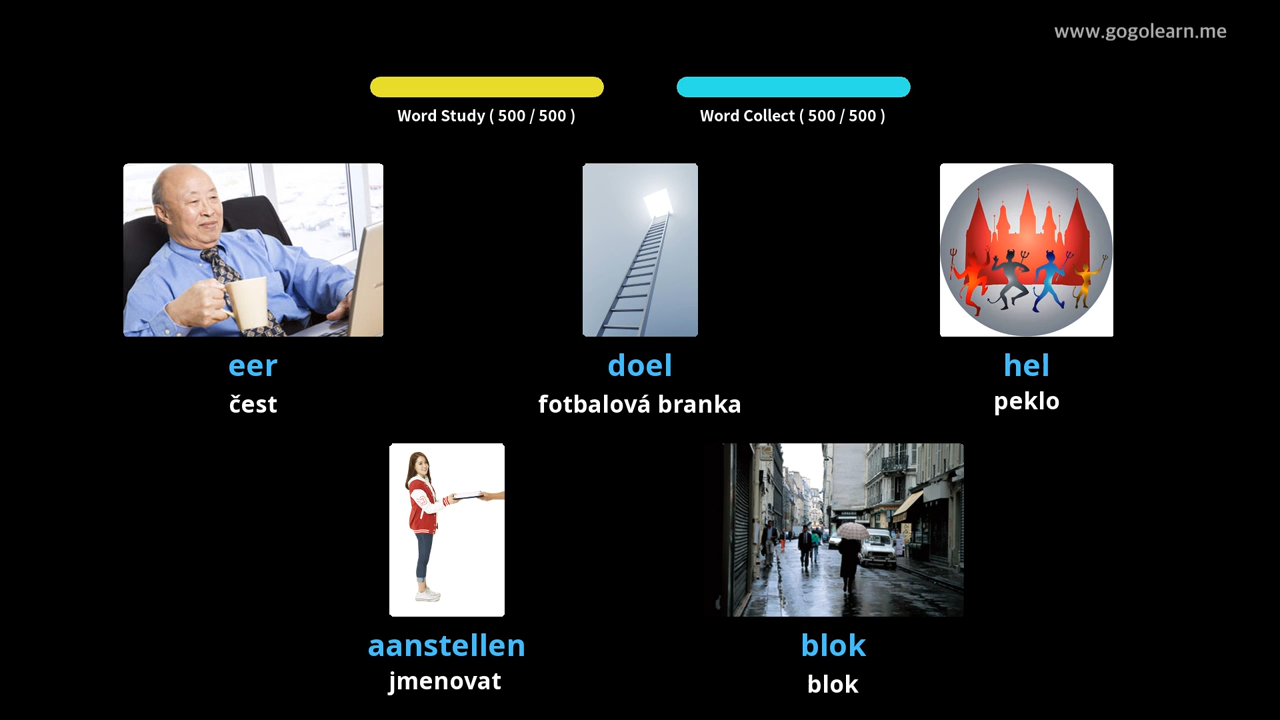 www.gogolearn.me
Word Study ( 500 / 500 )
Word Collect ( 500 / 500 )
eer
čest
doel
fotbalová branka
hel
peklo
aanstellen
jmenovat
blok
blok